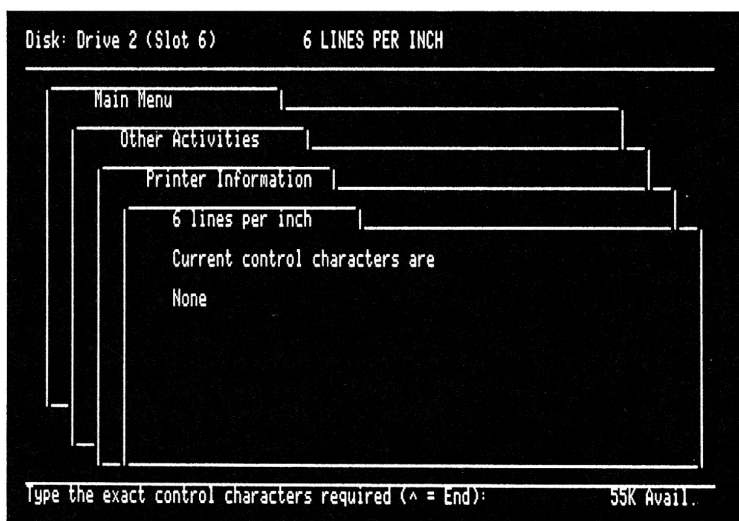 Disk: Drive 2 (Slot 6) 6 LINES PER INCH
Main Menu
Other Activities
Printer Information
6 lines per inch
Current control characters are
None
Type the exact control characters required (^ = End): 55K Avail.